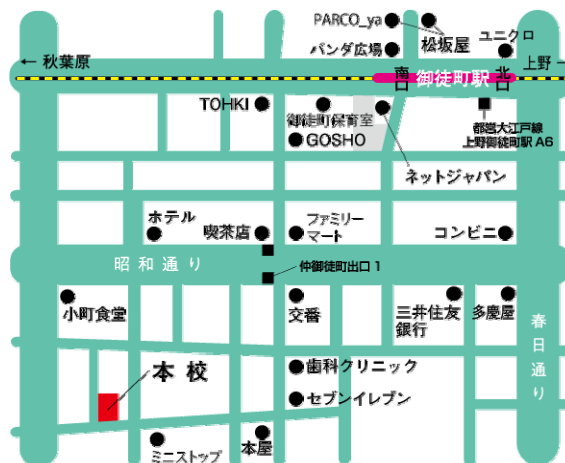 PARCO_ya
松坂屋
ユニクロ
パンダ広場
← 秋葉原
上野 →
南口
御徒町駅
北口
TOHKI
御徒町保育室
GOSHO
都営大江戸線
上野御徒町駅 A6
ネットジャパン
ホテル
喫茶店
ファミリー
マート
コンビニ
昭和通り
仲御徒町出口 1
小町食堂
交番
三井住友
銀行
多慶屋
春日通り
本校
歯科クリニック
セブンイレブン
ミニストップ
本屋